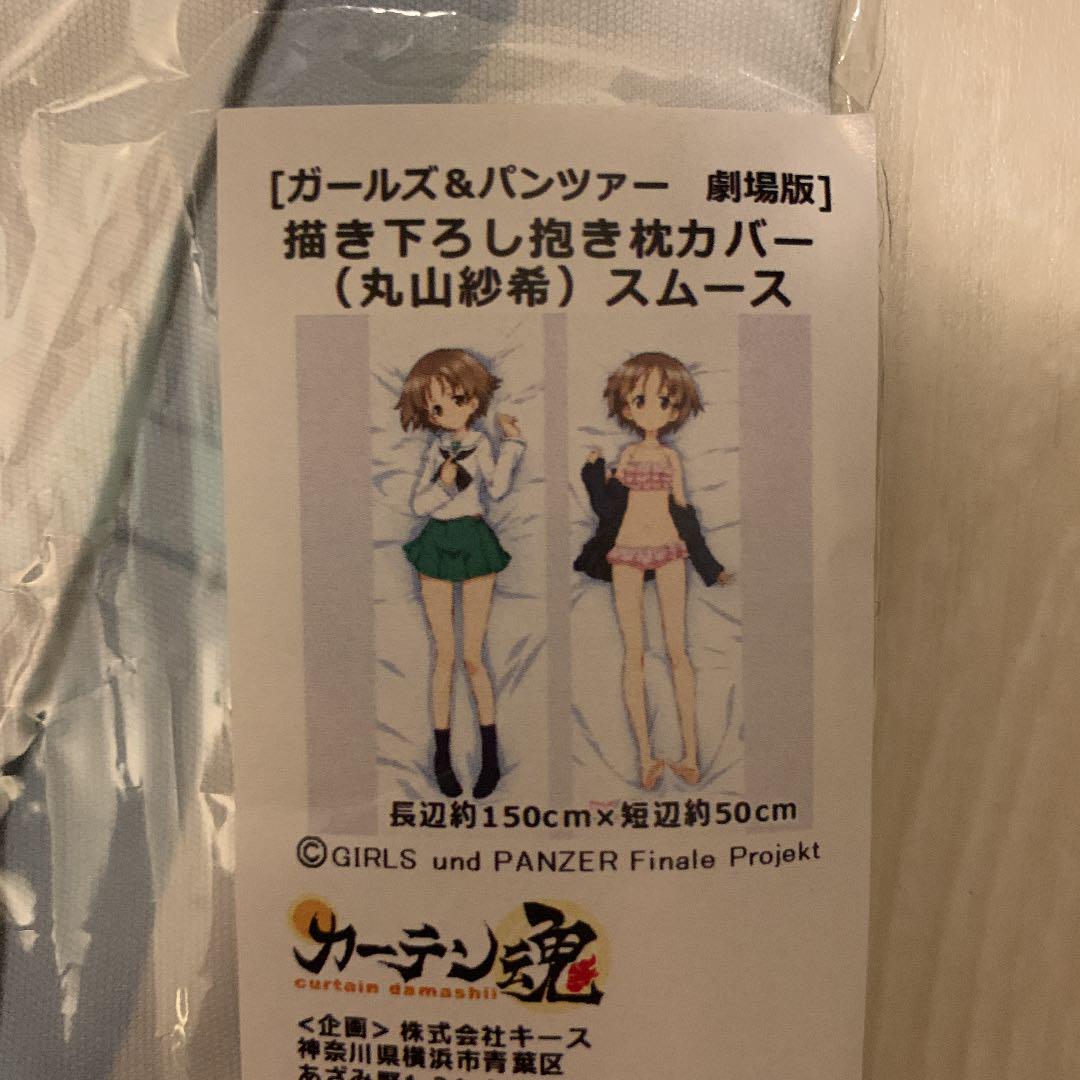 [ガールズ&パンツァー 劇場版]
描き下ろし抱き枕カバー
（丸山紗希）スムース
長辺約150cm×短辺約50cm
©GIRLS und PANZER Finale Projekt
カーテン魂
curtain damashii
<企画>株式会社キース
神奈川県横浜市青葉区
あざみ野